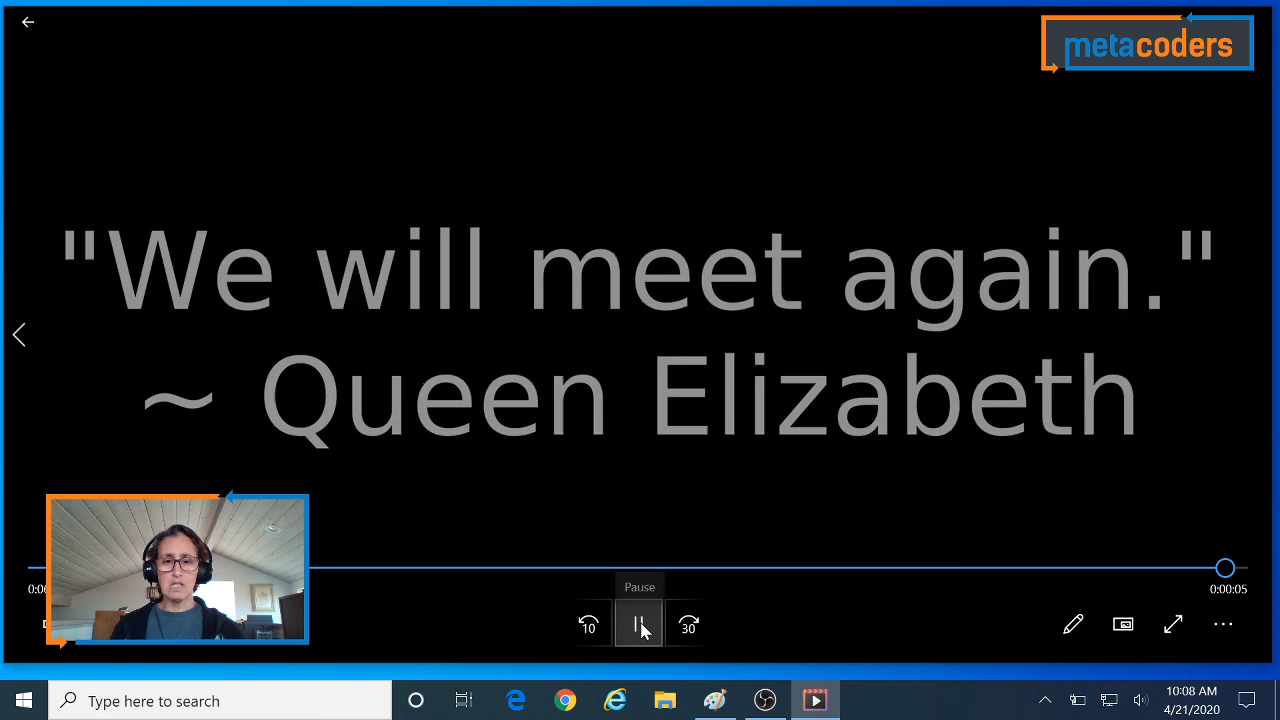 metacoders
"We will meet again."
~ Queen Elizabeth
Pause
0:00:05
10
30
Type here to search
10:08 AM
4/21/2020